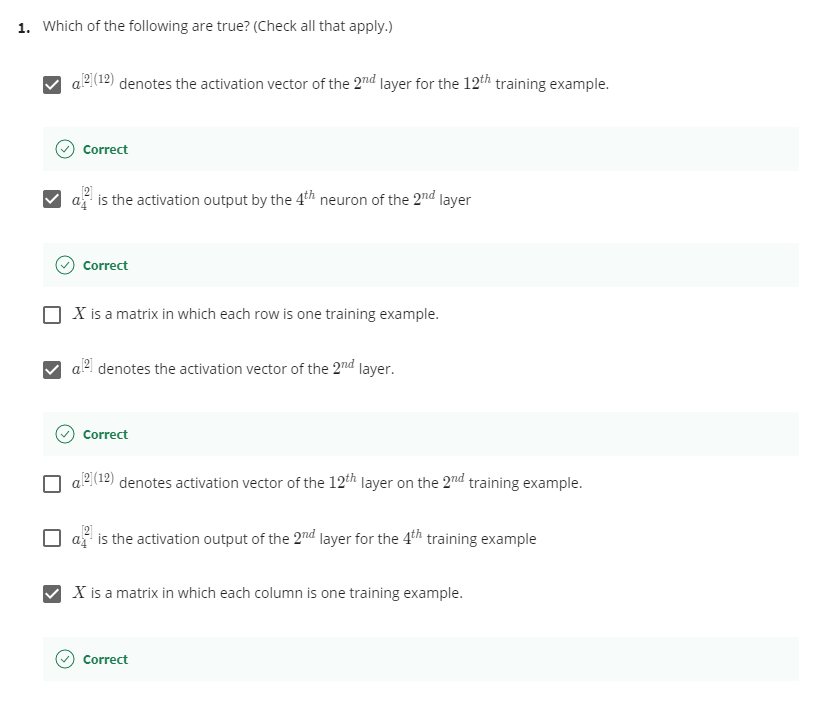 1. Which of the following are true? (Check all that apply.)
a^{[2](12)} denotes the activation vector of the 2^{nd} layer for the 12^{th} training example.
Correct
a_4^{[2]} is the activation output by the 4^{th} neuron of the 2^{nd} layer
Correct
X is a matrix in which each row is one training example.
a^{[2]} denotes the activation vector of the 2^{nd} layer.
Correct
a^{[2](12)} denotes activation vector of the 12^{th} layer on the 2^{nd} training example.
a_4^{[2]} is the activation output of the 2^{nd} layer for the 4^{th} training example
X is a matrix in which each column is one training example.
Correct